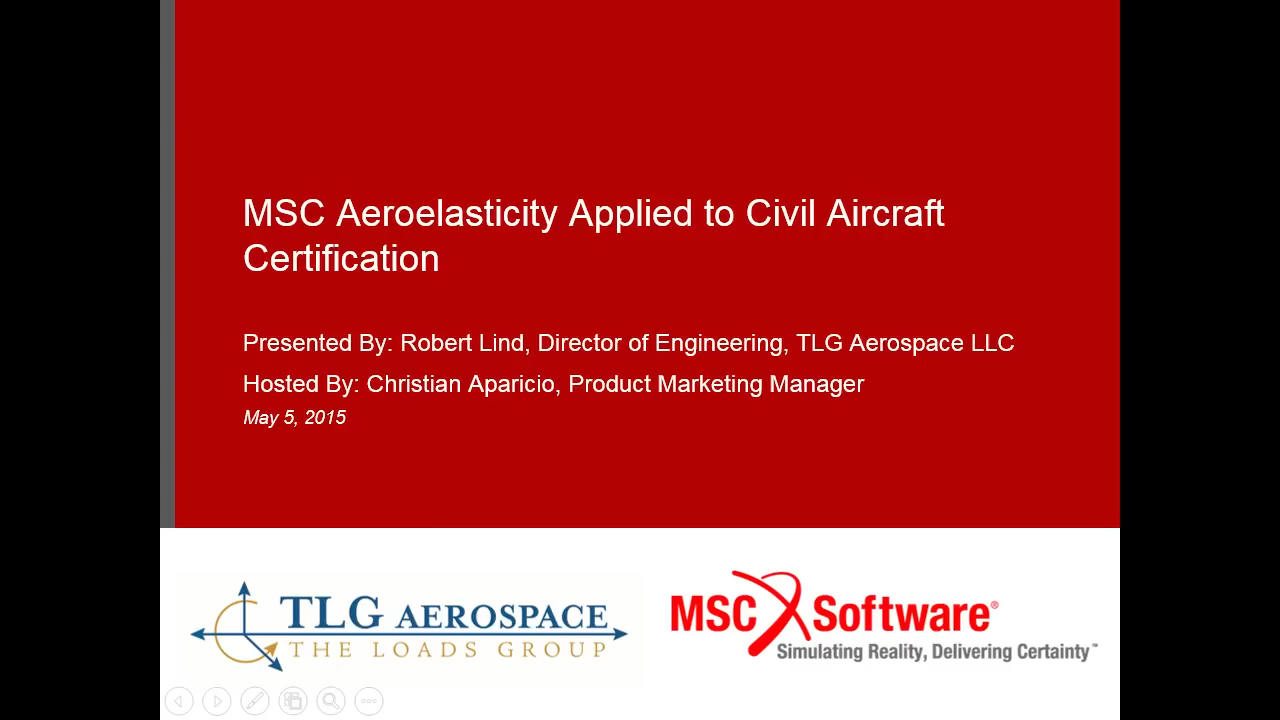 MSC Aeroelasticity Applied to Civil Aircraft
Certification
Presented By: Robert Lind, Director of Engineering, TLG Aerospace LLC
Hosted By: Christian Aparicio, Product Marketing Manager
May 5, 2015
TLG AEROSPACE
THE LOADS GROUP
MSC Software®
Simulating Reality, Delivering Certainty™